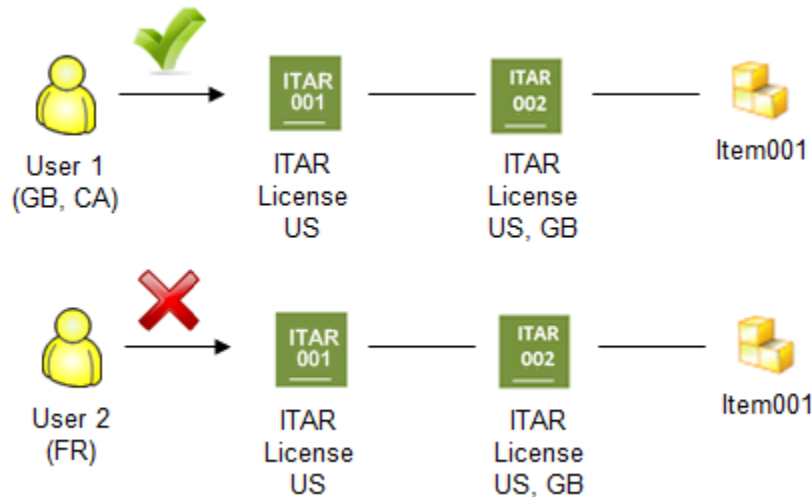 ITAR
001
ITAR
002
User 1
(GB, CA)
ITAR
License
US
ITAR
License
US, GB
Item001
ITAR
001
ITAR
002
User 2
(FR)
ITAR
License
US
ITAR
License
US, GB
Item001